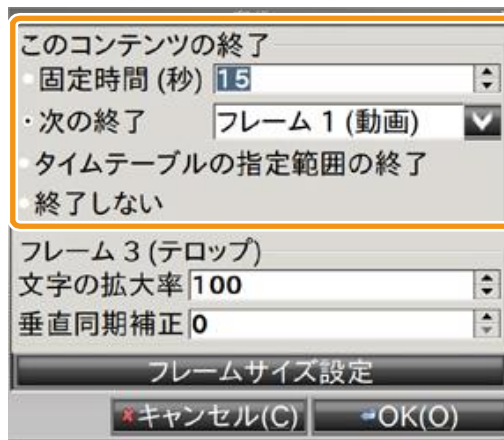 このコンテンツの終了
固定時間 (秒) 15
次の終了 フレーム 1 (動画)
タイムテーブルの指定範囲の終了
終了しない
フレーム 3 (テロップ)
文字の拡大率 100
垂直同期補正 0
フレームサイズ設定
キャンセル(C) OK(O)